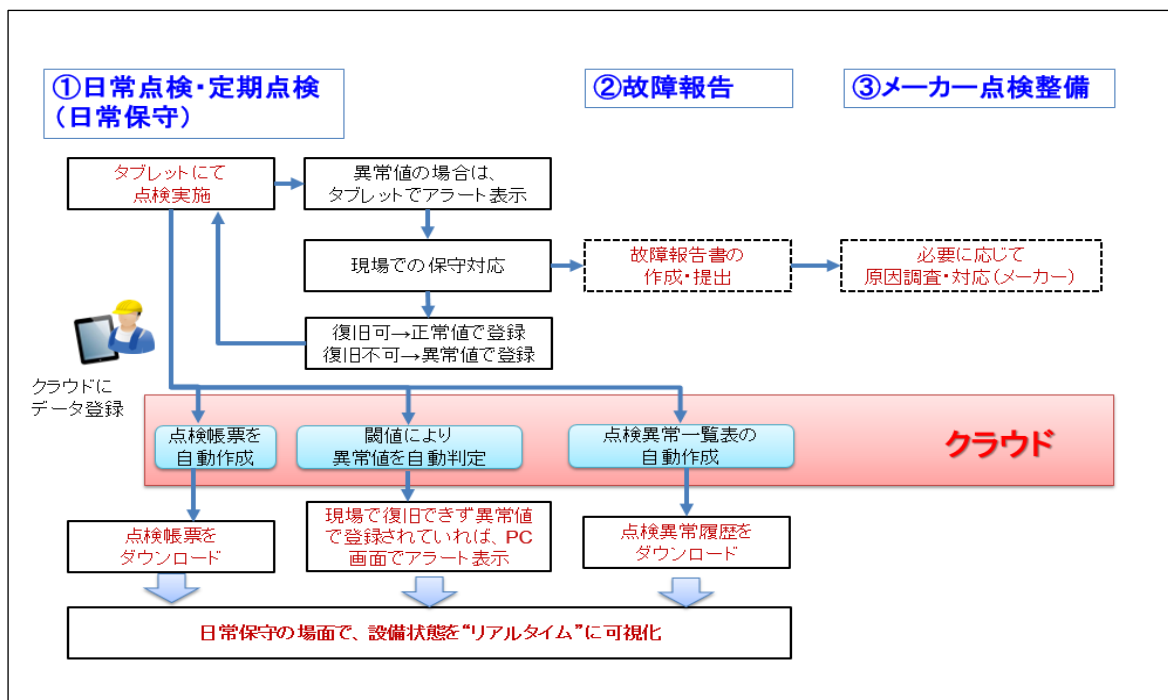 ①日常点検・定期点検
（日常保守）
②故障報告
③メーカー点検整備
タブレットにて
点検実施
異常値の場合は、
タブレットでアラート表示
現場での保守対応
故障報告書の
作成・提出
必要に応じて
原因調査・対応（メーカー）
復旧可→正常値で登録
復旧不可→異常値で登録
クラウドに
データ登録
点検帳票を
自動作成
閾値により
異常値を自動判定
点検異常一覧表の
自動作成
クラウド
点検帳票を
ダウンロード
現場で復旧できず異常値
で登録されていれば、PC
画面でアラート表示
点検異常履歴を
ダウンロード
日常保守の場面で、設備状態を“リアルタイム”に可視化